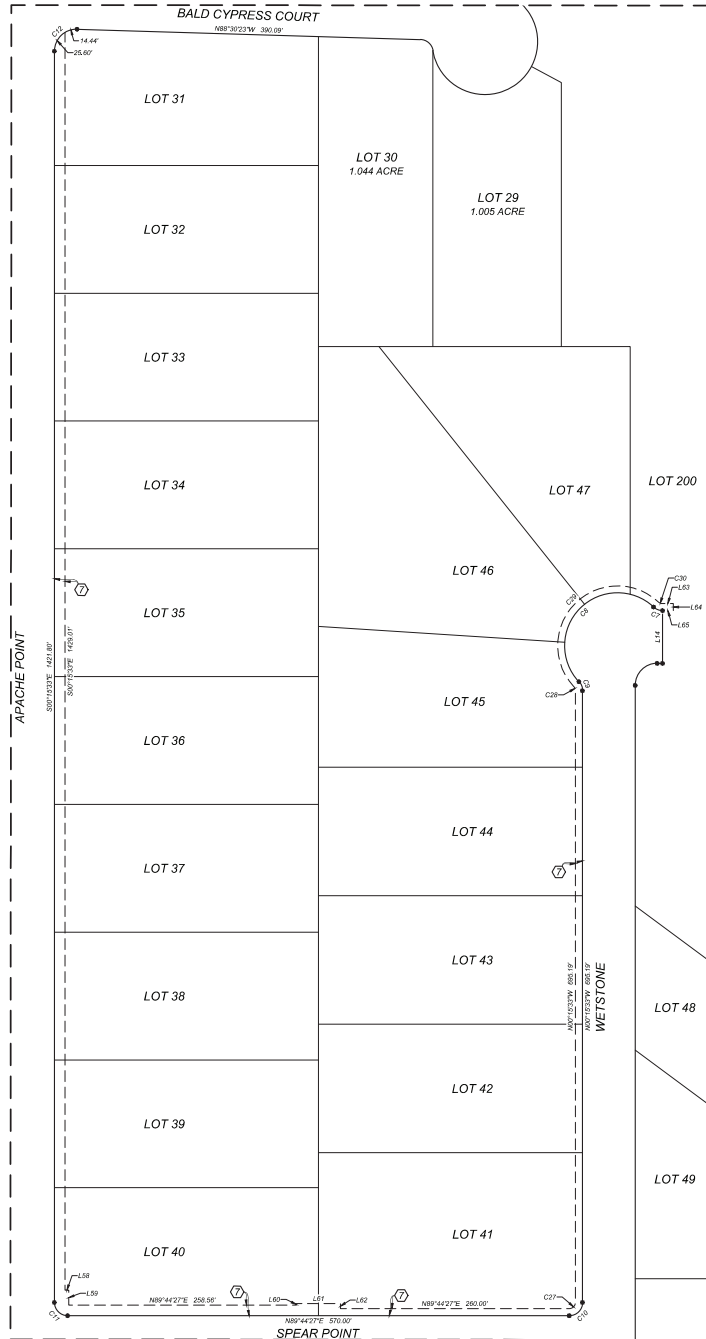 BALD CYPRESS COURT
N88°30'23"W 390.09'
C12
14.44'
25.60'
LOT 31
LOT 30
1.044 ACRE
LOT 29
1.005 ACRE
LOT 32
LOT 33
LOT 34
LOT 47
LOT 200
LOT 46
C29
C8
C30
L63
L64
L65
C7
L14
7
LOT 35
APACHE POINT
S00°15'33"E 1421.80'
S00°15'33"E 1429.01'
C28
C9
LOT 45
LOT 36
LOT 44
7
LOT 37
LOT 43
N00°15'33"W 695.19'
N00°15'33"W 695.19'
WETSTONE
LOT 38
LOT 48
LOT 42
LOT 39
LOT 49
LOT 41
LOT 40
L58
L59
N89°44'27"E 258.56'
7
L60
L61
L62
7
N89°44'27"E 260.00'
C27
C10
C11
N89°44'27"E 570.00'
SPEAR POINT